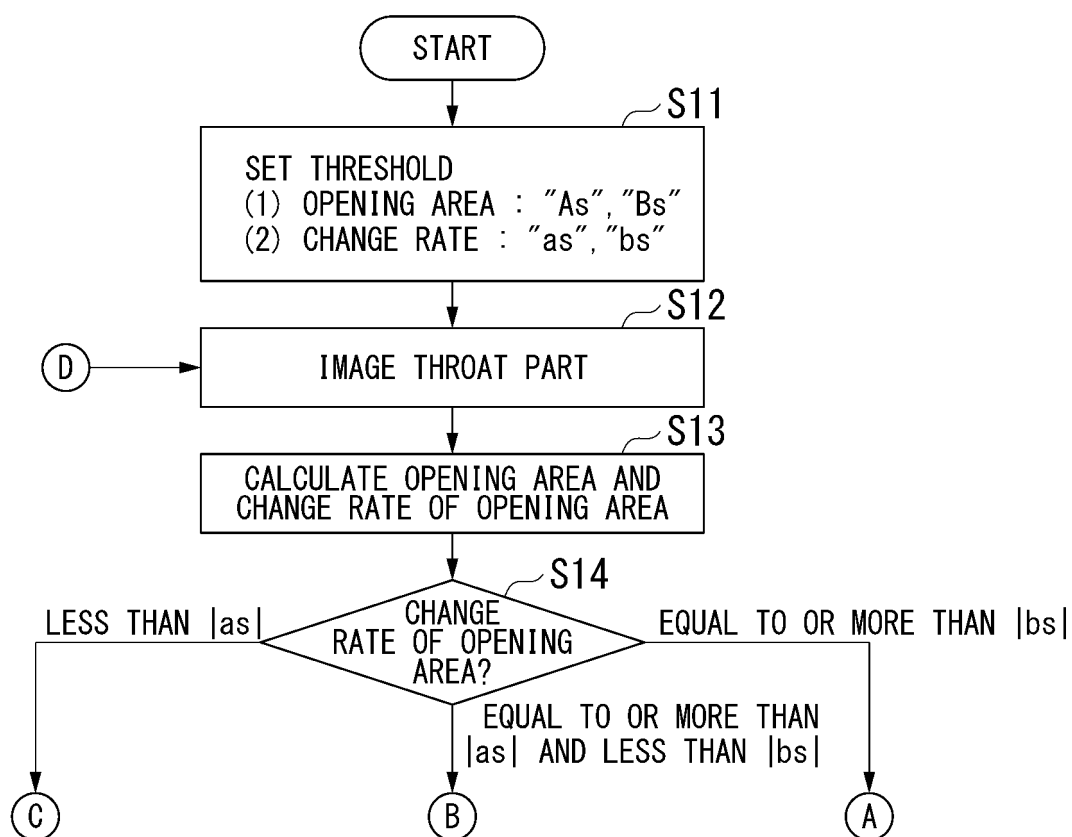 START
S11
SET THRESHOLD
(1) OPENING AREA : "As","Bs"
(2) CHANGE RATE : "as","bs"
S12
D
IMAGE THROAT PART
S13
CALCULATE OPENING AREA AND
CHANGE RATE OF OPENING AREA
S14
LESS THAN |as|
CHANGE
RATE OF OPENING
AREA?
EQUAL TO OR MORE THAN |bs|
EQUAL TO OR MORE THAN
|as| AND LESS THAN |bs|
C
B
A